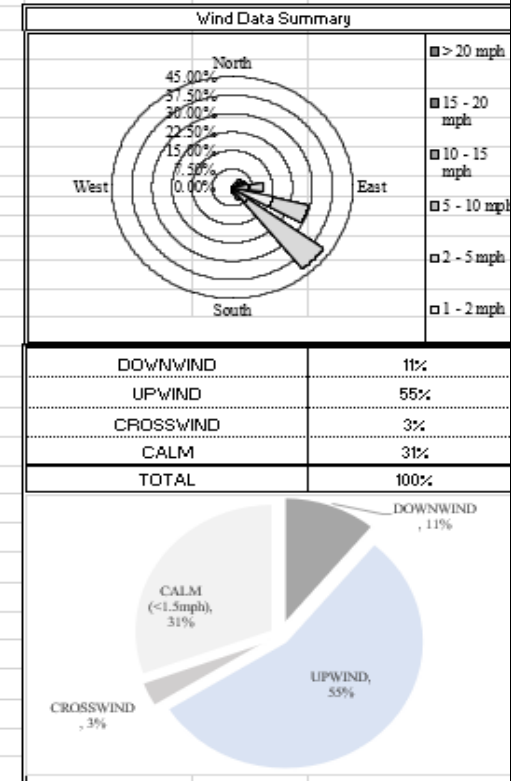 Wind Data Summary
North
45.00%
37.50%
30.00%
22.50%
15.00%
7.50%
0.00%
West
East
South
> 20 mph
15 - 20
mph
10 - 15
mph
5 - 10 mph
2 - 5 mph
1 - 2 mph
DOWNWIND 11%
UPWIND 55%
CROSSWIND 3%
CALM 31%
TOTAL 100%
DOWNWIND
, 11%
CALM
(<1.5mph),
31%
UPWIND,
55%
CROSSWIND
, 3%